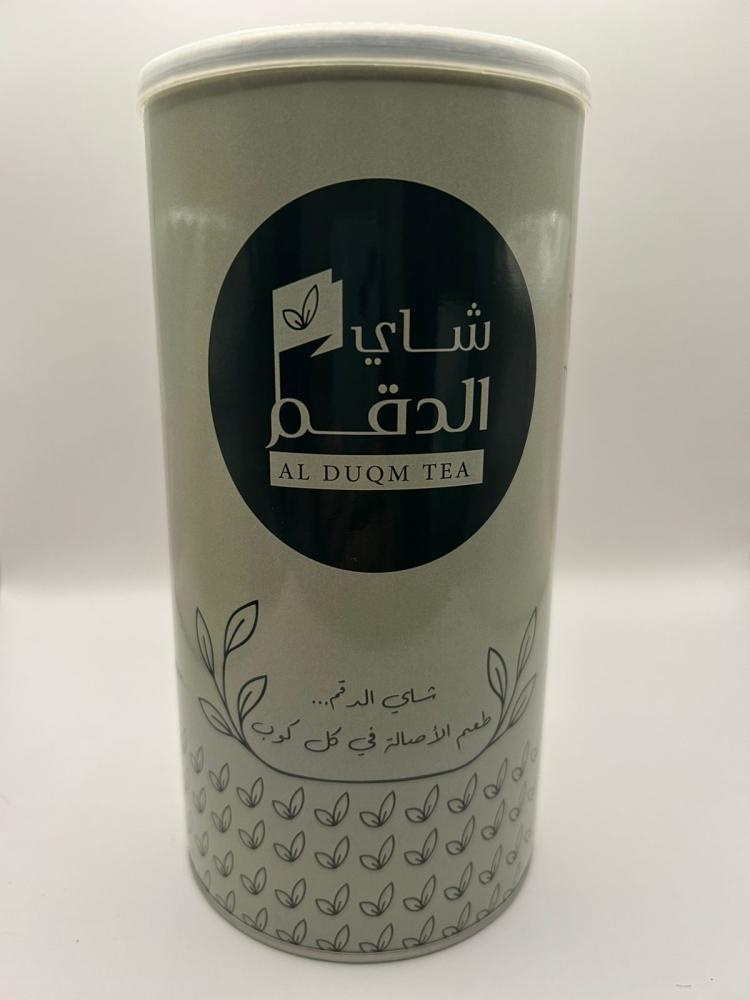 شاي
الدقم
AL DUQM TEA
شاي الدقم...
طعم الأصالة في كل كوب